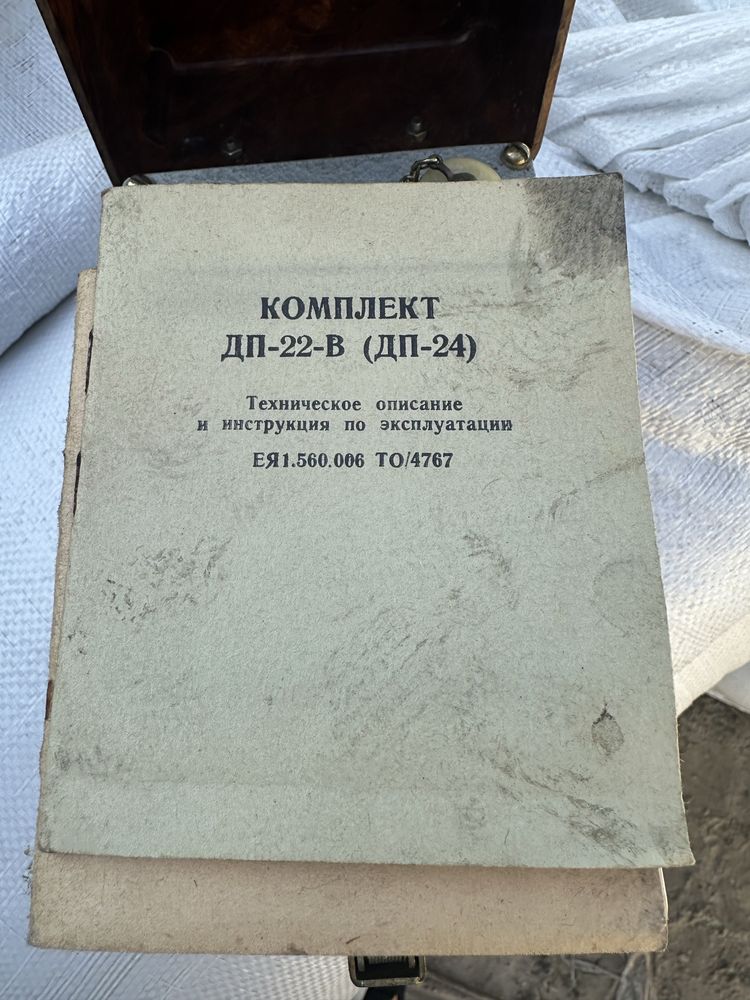 КОМПЛЕКТ
ДП-22-В (ДП-24)
Техническое описание
и инструкция по эксплуатации
ЕЯ1.560.006 ТО/4767